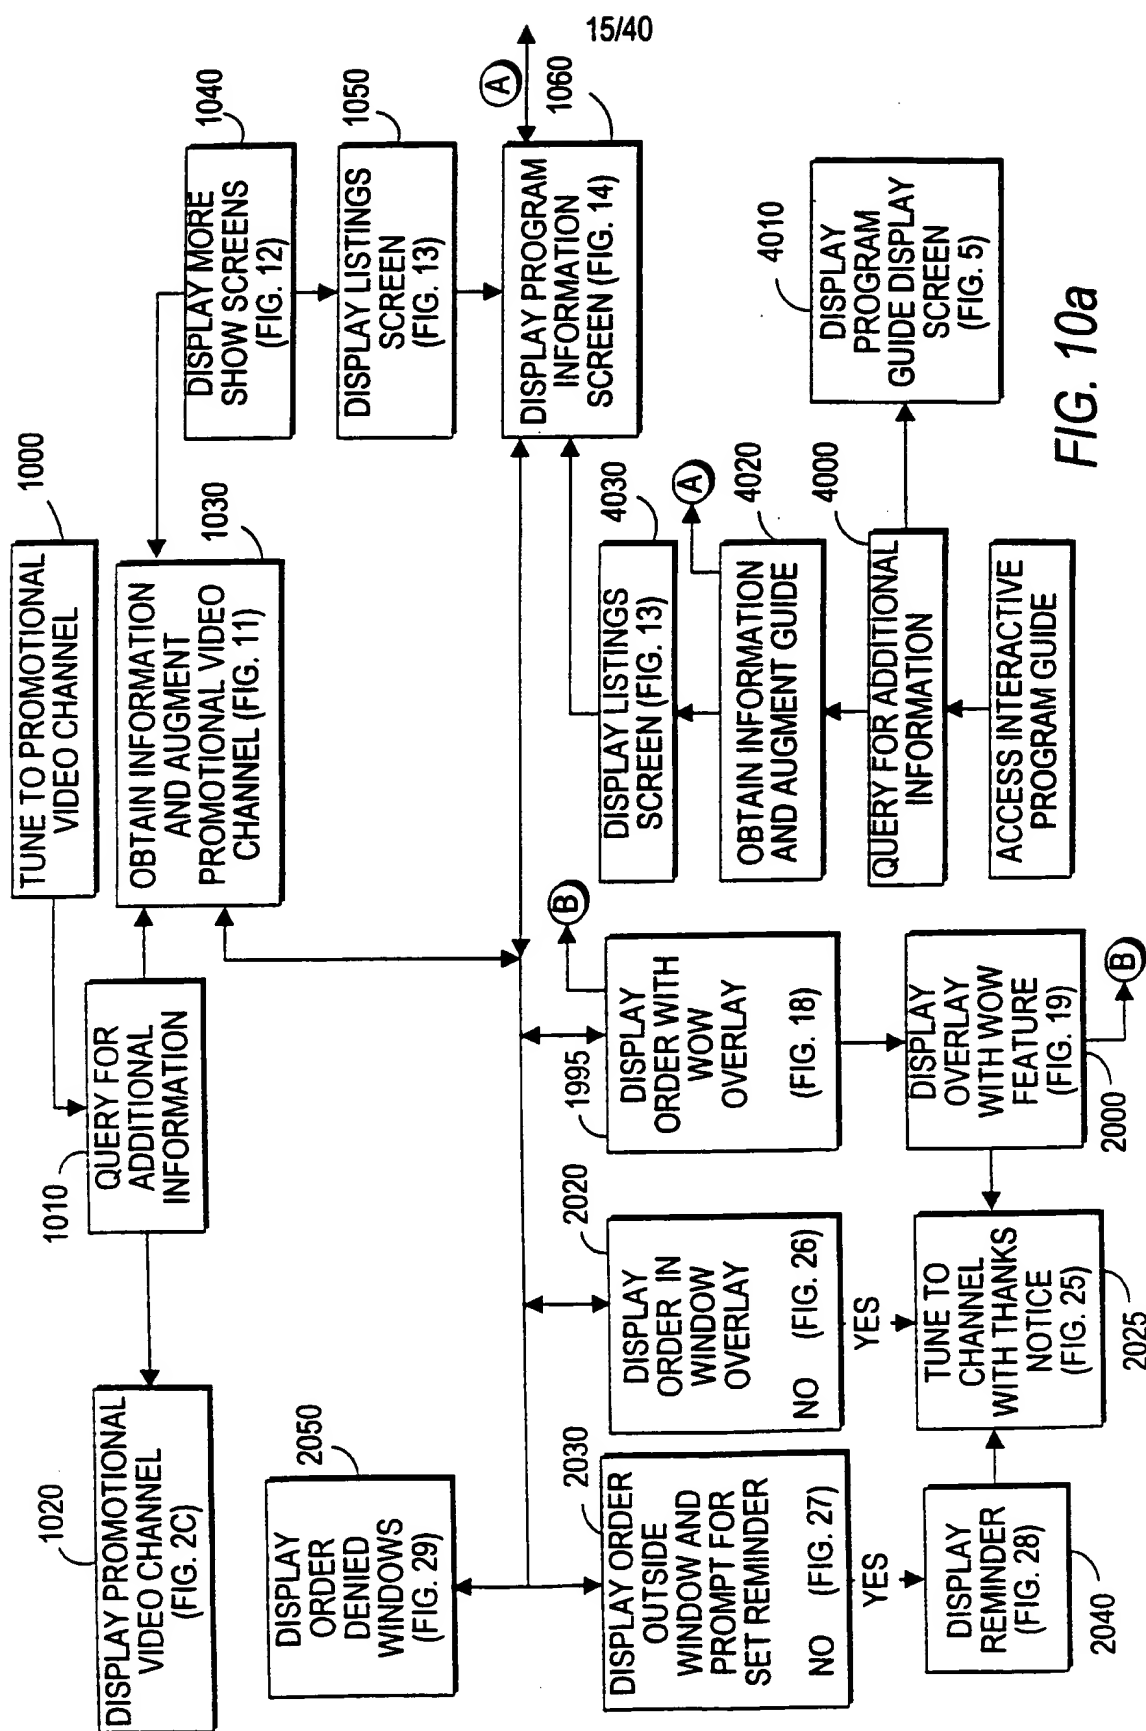 15/40
TUNE TO PROMOTIONAL
VIDEO CHANNEL
1000
1010
QUERY FOR
ADDITIONAL
INFORMATION
1020
DISPLAY PROMOTIONAL
VIDEO CHANNEL
(FIG. 2C)
OBTAIN INFORMATION
AND AUGMENT
PROMOTIONAL VIDEO
CHANNEL (FIG. 11)
1030
DISPLAY MORE
SHOW SCREENS
(FIG. 12)
1040
DISPLAY LISTINGS
SCREEN
(FIG. 13)
1050
DISPLAY PROGRAM
INFORMATION
SCREEN (FIG. 14)
1060
A
2050
DISPLAY
ORDER
DENIED
WINDOWS
(FIG. 29)
2030
DISPLAY ORDER
OUTSIDE
WINDOW AND
PROMPT FOR
SET REMINDER
NO (FIG. 27)
YES
DISPLAY
REMINDER
(FIG. 28)
2040
2020
DISPLAY
ORDER IN
WINDOW
OVERLAY
NO (FIG. 26)
YES
TUNE TO
CHANNEL
WITH THANKS
NOTICE
(FIG. 25)
2025
1995
DISPLAY
ORDER WITH
WOW
OVERLAY
(FIG. 18)
B
DISPLAY
OVERLAY
WITH WOW
FEATURE
(FIG. 19)
2000
B
DISPLAY LISTINGS
SCREEN (FIG. 13)
4030
A
OBTAIN INFORMATION
AND AUGMENT GUIDE
4020
QUERY FOR ADDITIONAL
INFORMATION
4000
ACCESS INTERACTIVE
PROGRAM GUIDE
4010
DISPLAY
PROGRAM
GUIDE DISPLAY
SCREEN
(FIG. 5)
FIG. 10a